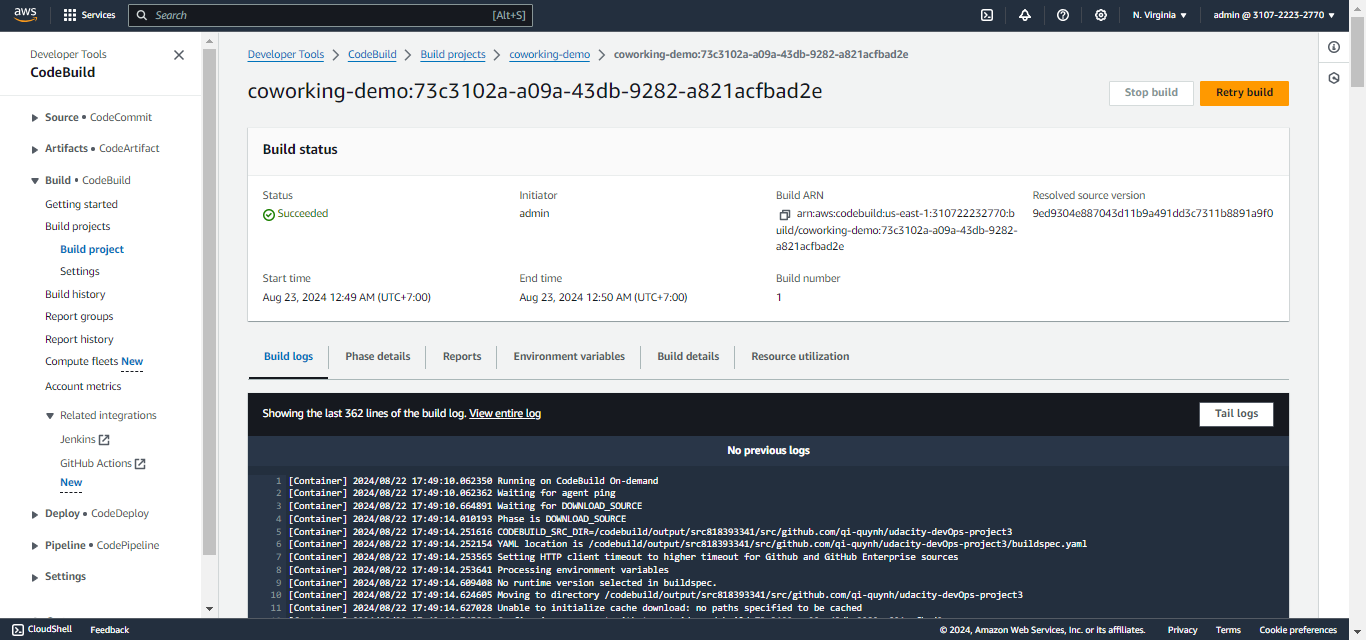 aws Services Search [Alt+S] N. Virginia admin @ 3107-2223-2770
Developer Tools
CodeBuild
Source • CodeCommit
Artifacts • CodeArtifact
Build • CodeBuild
Getting started
Build projects
Build project
Settings
Build history
Report groups
Report history
Compute fleets New
Account metrics
Related integrations
Jenkins
GitHub Actions
New
Deploy • CodeDeploy
Pipeline • CodePipeline
Settings
Developer Tools > CodeBuild > Build projects > coworking-demo > coworking-demo:73c3102a-a09a-43db-9282-a821acfbad2e
coworking-demo:73c3102a-a09a-43db-9282-a821acfbad2e
Stop build Retry build
Build status
Status
Succeeded
Initiator
admin
Build ARN
arn:aws:codebuild:us-east-1:310722232770:b
uild/coworking-demo:73c3102a-a09a-43db-9282-
a821acfbad2e
Resolved source version
9ed9304e887043d11b9a491dd3c7311b8891a9f0
Start time
Aug 23, 2024 12:49 AM (UTC+7:00)
End time
Aug 23, 2024 12:50 AM (UTC+7:00)
Build number
1
Build logs Phase details Reports Environment variables Build details Resource utilization
Showing the last 362 lines of the build log. View entire log Tail logs
No previous logs
1 [Container] 2024/08/22 17:49:10.062350 Running on CodeBuild On-demand
2 [Container] 2024/08/22 17:49:10.062362 Waiting for agent ping
3 [Container] 2024/08/22 17:49:10.664891 Waiting for DOWNLOAD_SOURCE
4 [Container] 2024/08/22 17:49:14.010193 Phase is DOWNLOAD_SOURCE
5 [Container] 2024/08/22 17:49:14.251616 CODEBUILD_SRC_DIR=/codebuild/output/src818393341/src/github.com/qi-quynh/udacity-devOps-project3
6 [Container] 2024/08/22 17:49:14.252154 YAML location is /codebuild/output/src818393341/src/github.com/qi-quynh/udacity-devOps-project3/buildspec.yaml
7 [Container] 2024/08/22 17:49:14.253565 Setting HTTP client timeout to higher timeout for Github and GitHub Enterprise sources
8 [Container] 2024/08/22 17:49:14.253641 Processing environment variables
9 [Container] 2024/08/22 17:49:14.609408 No runtime version selected in buildspec.
10 [Container] 2024/08/22 17:49:14.624605 Moving to directory /codebuild/output/src818393341/src/github.com/qi-quynh/udacity-devOps-project3
11 [Container] 2024/08/22 17:49:14.627028 Unable to initialize cache download: no paths specified to be cached
CloudShell Feedback © 2024, Amazon Web Services, Inc. or its affiliates. Privacy Terms Cookie preferences